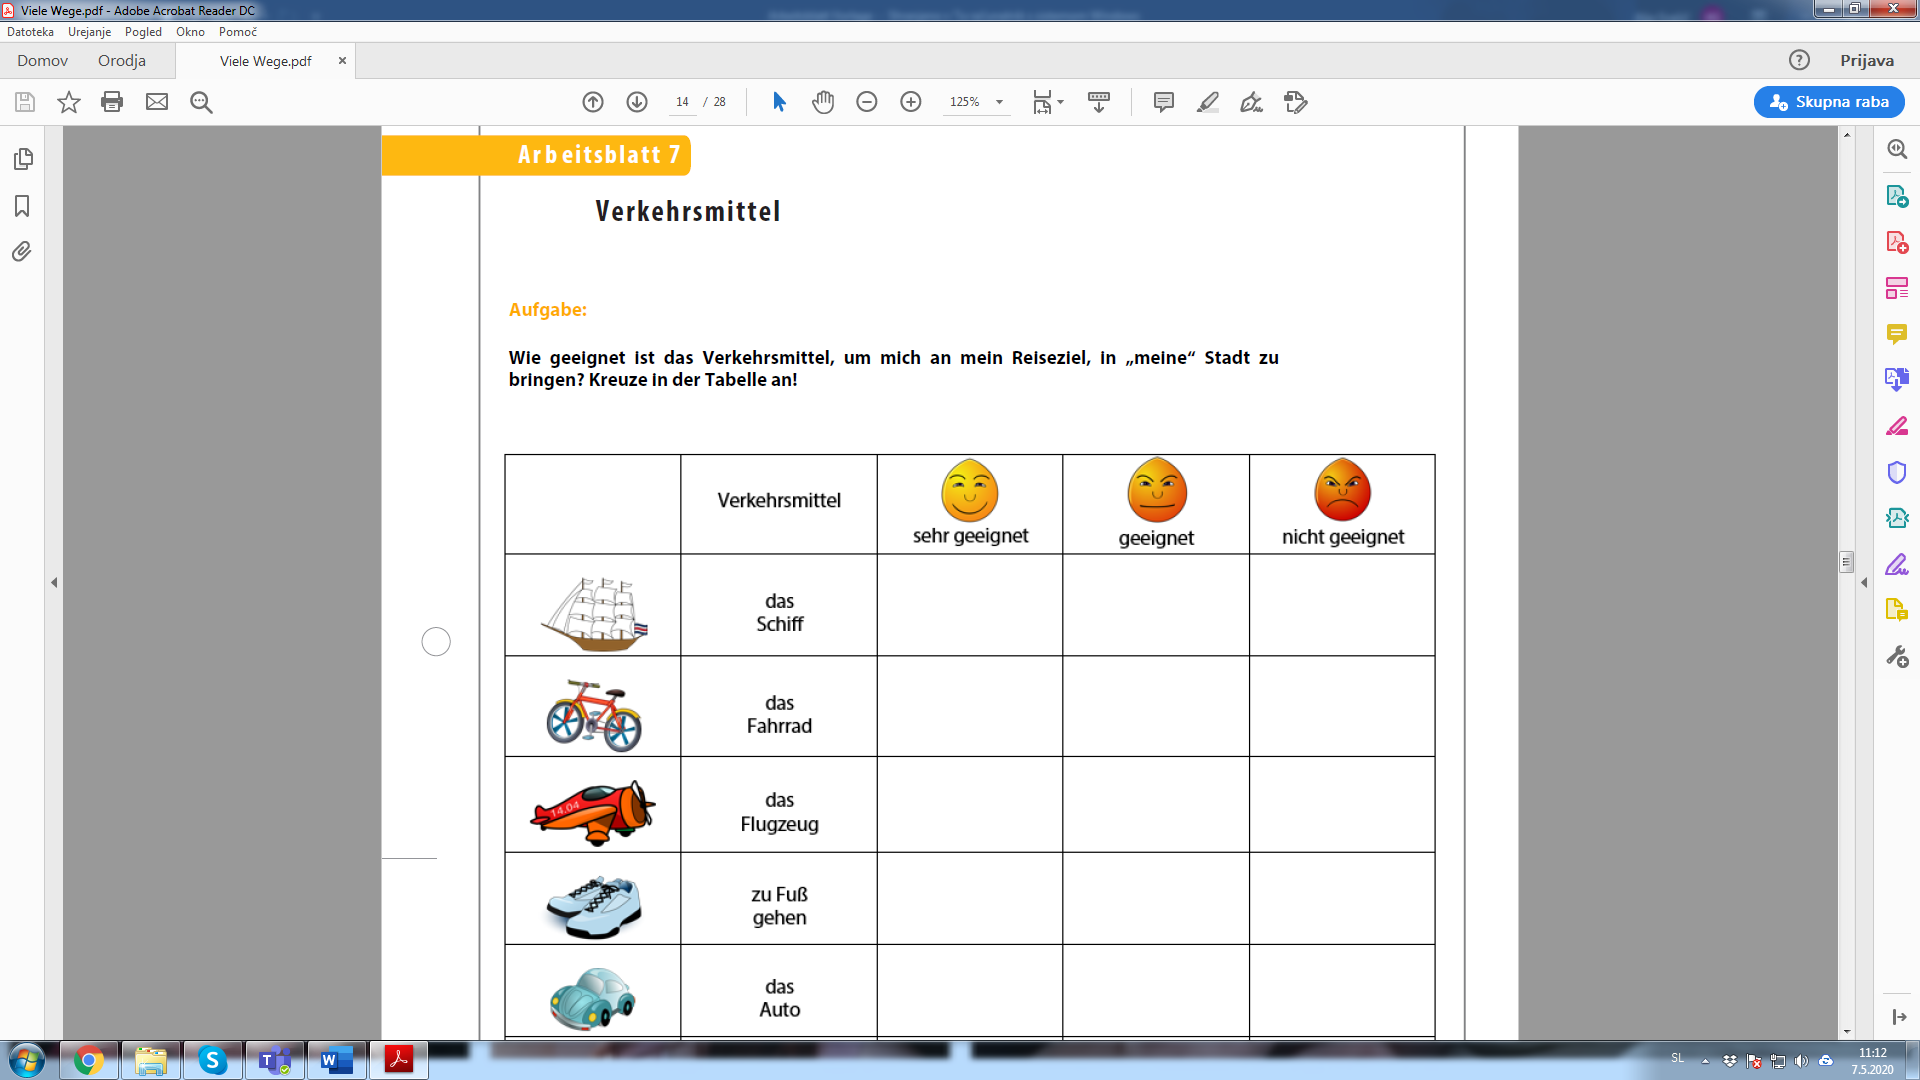 Viele Wege.pdf - Adobe Acrobat Reader DC
Datoteka Urejanje Pogled Okno Pomoč
Domov Orodja Viele Wege.pdf × ? Prijava
14 / 28 125% Skupna raba
Arbeitsblatt 7
Verkehrsmittel
Aufgabe:
Wie geeignet ist das Verkehrsmittel, um mich an mein Reiseziel, in „meine“ Stadt zu
bringen? Kreuze in der Tabelle an!
Verkehrsmittel
sehr geeignet
geeignet
nicht geeignet
das
Schiff
das
Fahrrad
14.04
das
Flugzeug
zu Fuß
gehen
das
Auto
SL
11:12
7.5.2020